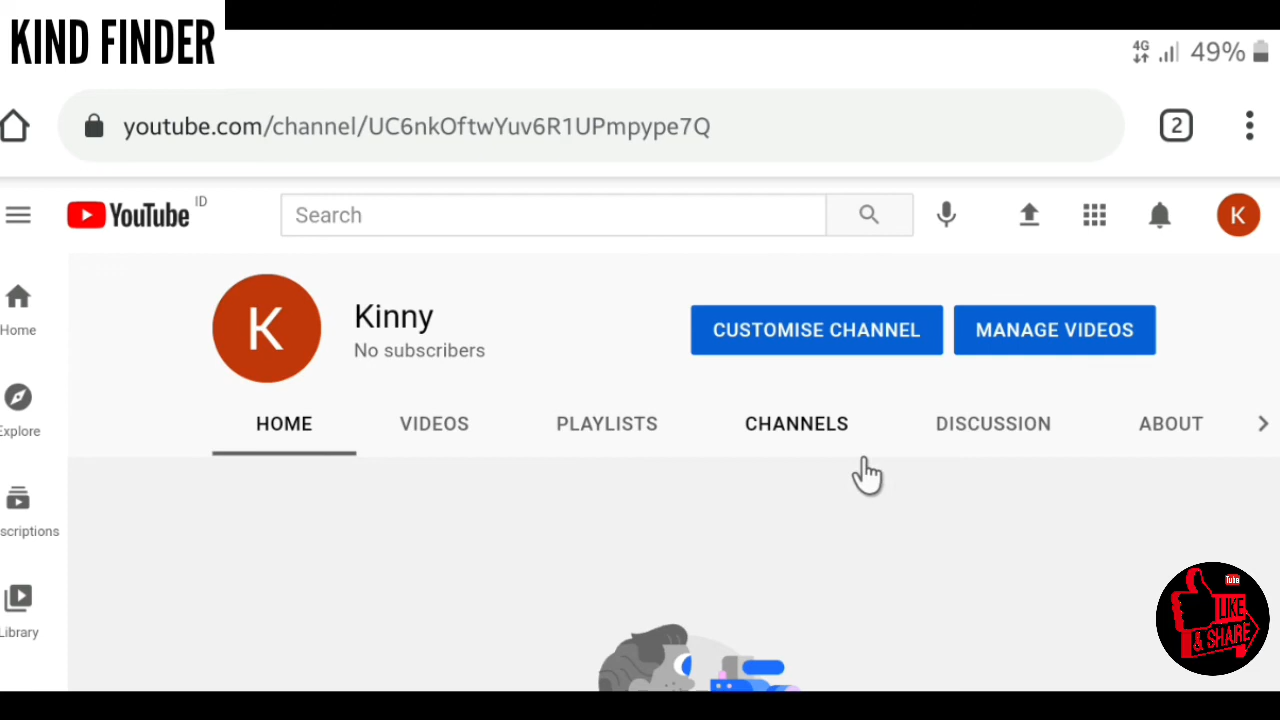 KIND FINDER
4G 49%
youtube.com/channel/UC6nkOftwYuv6R1UPmpype7Q
2
YouTube ID
Search
K
K
Kinny
No subscribers
CUSTOMISE CHANNEL
MANAGE VIDEOS
HOME
VIDEOS
PLAYLISTS
CHANNELS
DISCUSSION
ABOUT
Home
Explore
scriptions
Library
Tube
LIKE
& SHARE